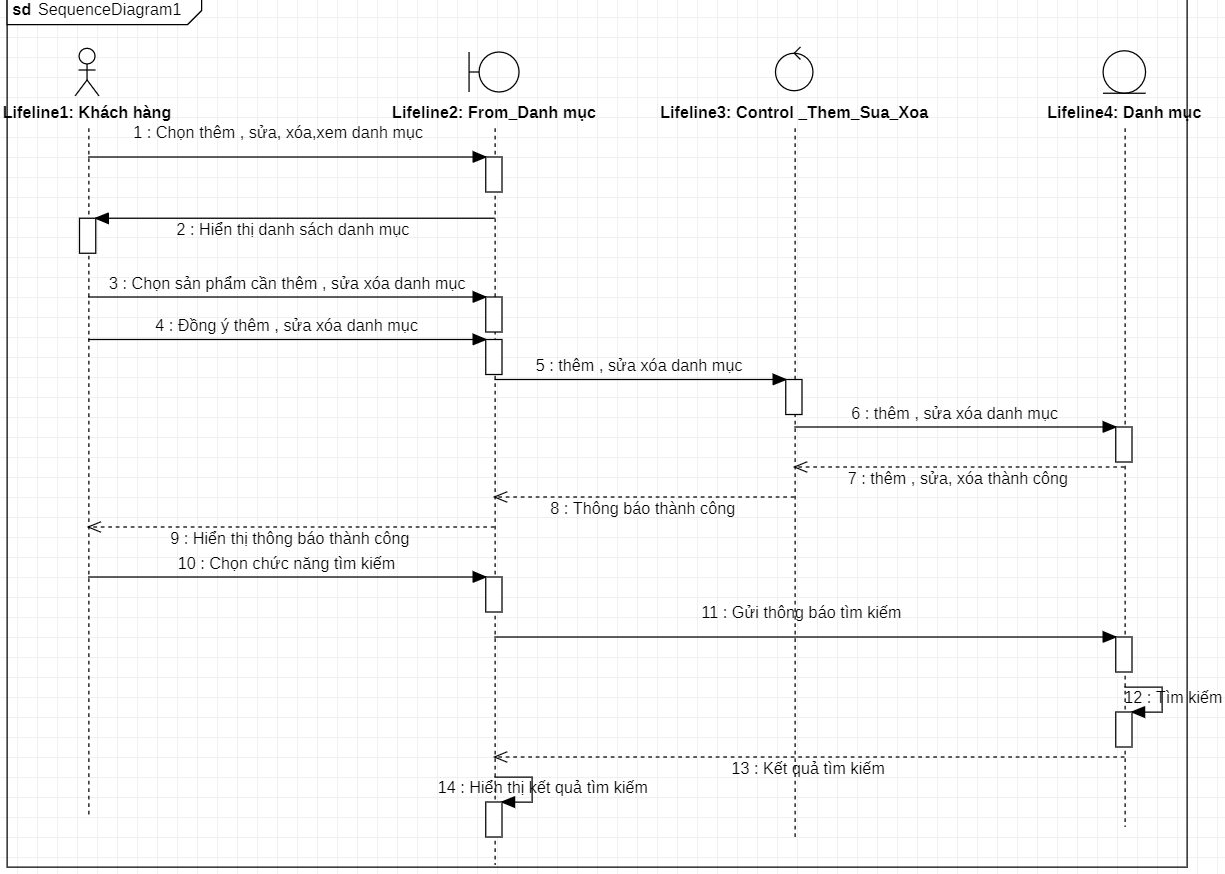 sd SequenceDiagram1
Lifeline1: Khách hàng
Lifeline2: From_Danh mục
Lifeline3: Control _Them_Sua_Xoa
Lifeline4: Danh mục
1 : Chọn thêm , sửa, xóa,xem danh mục
2 : Hiển thị danh sách danh mục
3 : Chọn sản phẩm cần thêm , sửa xóa danh mục
4 : Đồng ý thêm , sửa xóa danh mục
5 : thêm , sửa xóa danh mục
6 : thêm , sửa xóa danh mục
7 : thêm , sửa, xóa thành công
8 : Thông báo thành công
9 : Hiển thị thông báo thành công
10 : Chọn chức năng tìm kiếm
11 : Gửi thông báo tìm kiếm
12 : Tìm kiếm
13 : Kết quả tìm kiếm
14 : Hiển thị kết quả tìm kiếm